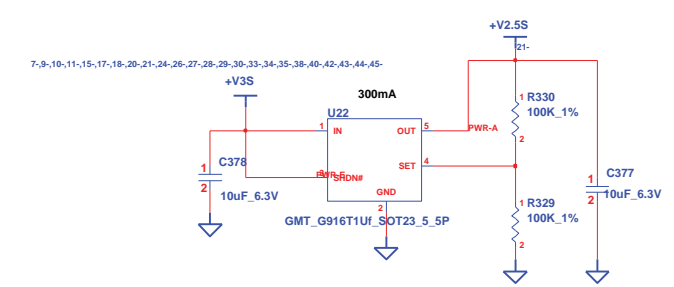 +V2.5S
21-
7-,9-,10-,11-,15-,17-,18-,20-,21-,24-,26-,27-,28-,29-,30-,33-,34-,35-,38-,40-,42-,43-,44-,45-
+V3S
300mA
U22
1 IN OUT 5 PWR-A
1 R330
100K_1%
2
C378
1
2
10uF_6.3V
SHDN#
SET 4
GND
2
GMT_G916T1Uf_SOT23_5_5P
C377
1
2
10uF_6.3V
1 R329
100K_1%
2